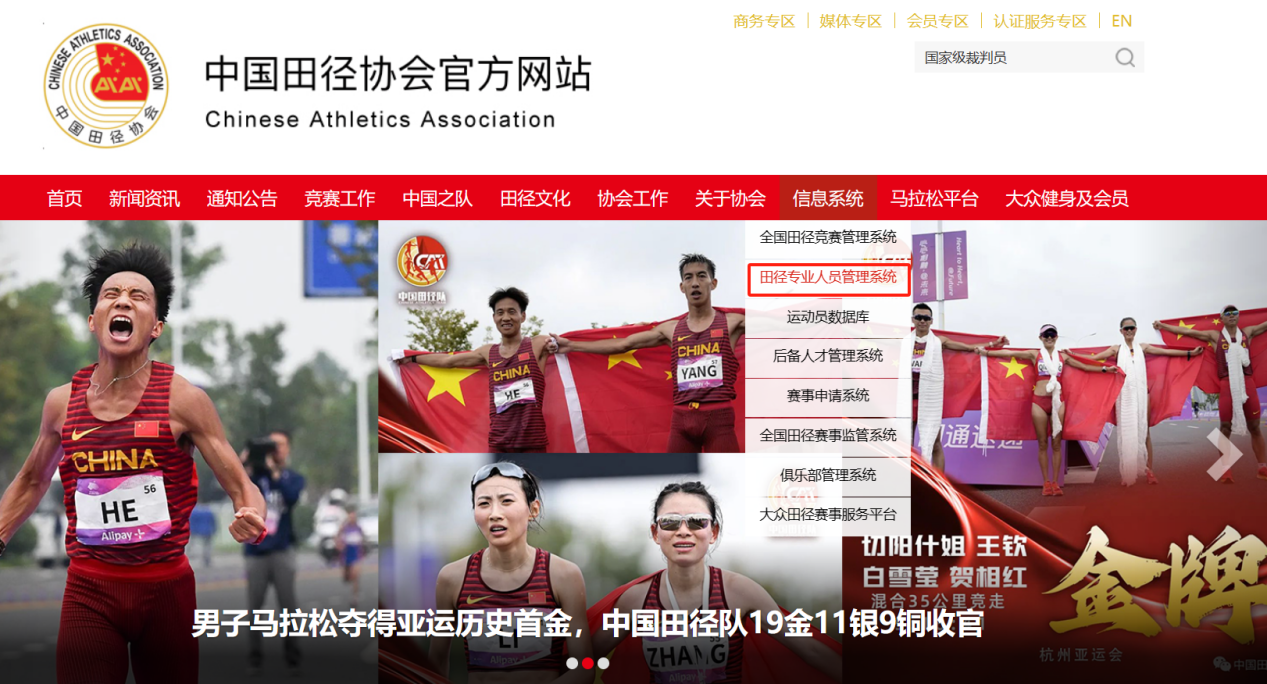 商务专区 媒体专区 会员专区 认证服务专区 EN
国家级裁判员
CHINESE ATHLETICS ASSOCIATION
中国田径协会
中国田径协会官方网站
Chinese Athletics Association
首页 新闻资讯 通知公告 竞赛工作 中国之队 田径文化 协会工作 关于协会 信息系统 马拉松平台 大众健身及会员
全国田径竞赛管理系统
田径专业人员管理系统
运动员数据库
后备人才管理系统
赛事申请系统
全国田径赛事监管系统
俱乐部管理系统
大众田径赛事服务平台
中国田径队
CHINA
56
HE
Alipay
CHINA
HE
CHINA
YANG
Heart to Heart,
@Future
切阳什姐 王钦
白雪莹 贺相红
混合35公里竞走
金牌
杭州亚运会
中国田
LI
Alipay
ZHANG
男子马拉松夺得亚运历史首金，中国田径队19金11银9铜收官